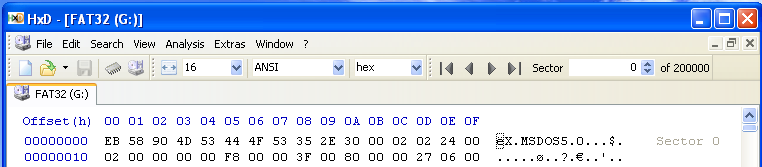 HxD - [FAT32 (G:)]
File Edit Search View Analysis Extras Window ?
16 ANSI hex Sector 0 of 200000
FAT32 (G:)
Offset(h) 00 01 02 03 04 05 06 07 08 09 0A 0B 0C 0D 0E 0F
00000000 EB 58 90 4D 53 44 4F 53 35 2E 30 00 02 02 24 00 ëX.MSDOS5.0...$. Sector 0
00000010 02 00 00 00 00 F8 00 00 3F 00 80 00 00 27 06 00 .....ø..?.€..'..